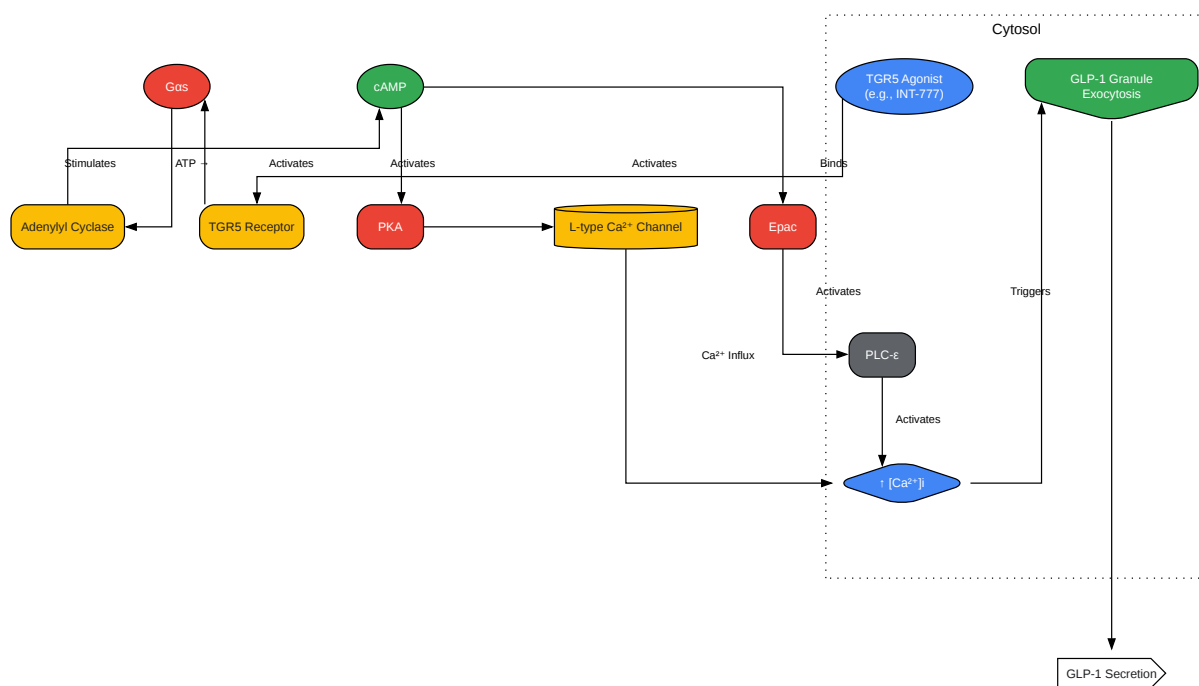 Cytosol
Gαs
cAMP
TGR5 Agonist
(e.g., INT-777)
GLP-1 Granule
Exocytosis
Stimulates
ATP →
Activates
Activates
Activates
Binds
Adenylyl Cyclase
TGR5 Receptor
PKA
L-type Ca²⁺ Channel
Epac
Activates
Triggers
Ca²⁺ Influx
PLC-ε
Activates
↑ [Ca²⁺]i
GLP-1 Secretion